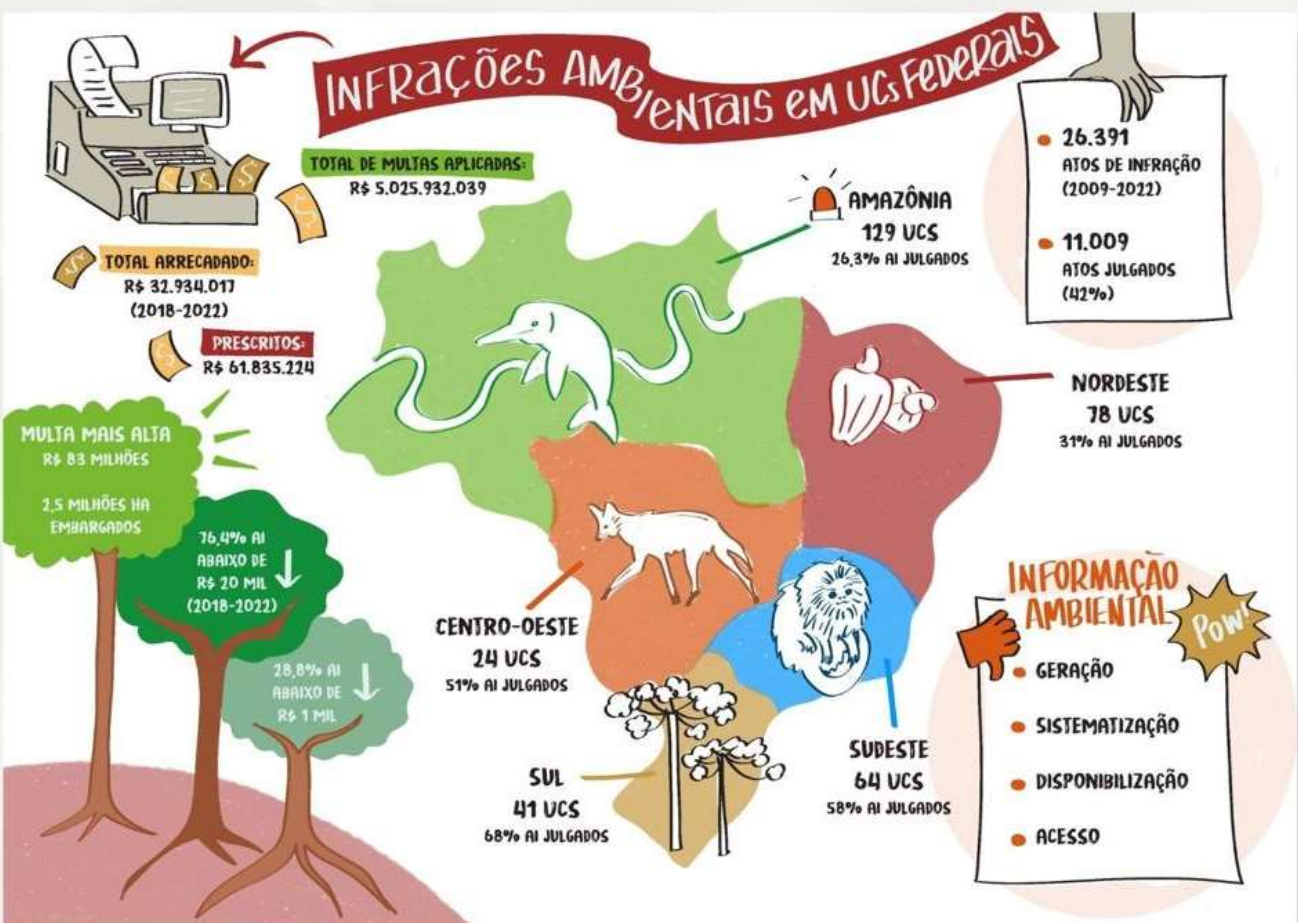 INFRAÇÕES AMBIENTAIS EM UCs FEDERAIS
TOTAL DE MULTAS APLICADAS:
R$ 5.025.932.039
TOTAL ARRECADADO:
R$ 32.934.017
(2018-2022)
PRESCRITOS:
R$ 61.835.224
MULTA MAIS ALTA
R$ 83 MILHÕES
2,5 MILHÕES HA
EMBARGADOS
76,4% AI
ABAIXO DE
R$ 20 MIL
(2018-2022)
28,8% AI
ABAIXO DE
R$ 1 MIL
AMAZÔNIA
129 UCS
26,3% AI JULGADOS
26.391
ATOS DE INFRAÇÃO
(2009-2022)
11.009
ATOS JULGADOS
(42%)
NORDESTE
78 UCS
31% AI JULGADOS
CENTRO-OESTE
24 UCS
51% AI JULGADOS
SUL
41 UCS
68% AI JULGADOS
SUDESTE
64 UCS
58% AI JULGADOS
INFORMAÇÃO
AMBIENTAL
POW!
GERAÇÃO
SISTEMATIZAÇÃO
DISPONIBILIZAÇÃO
ACESSO